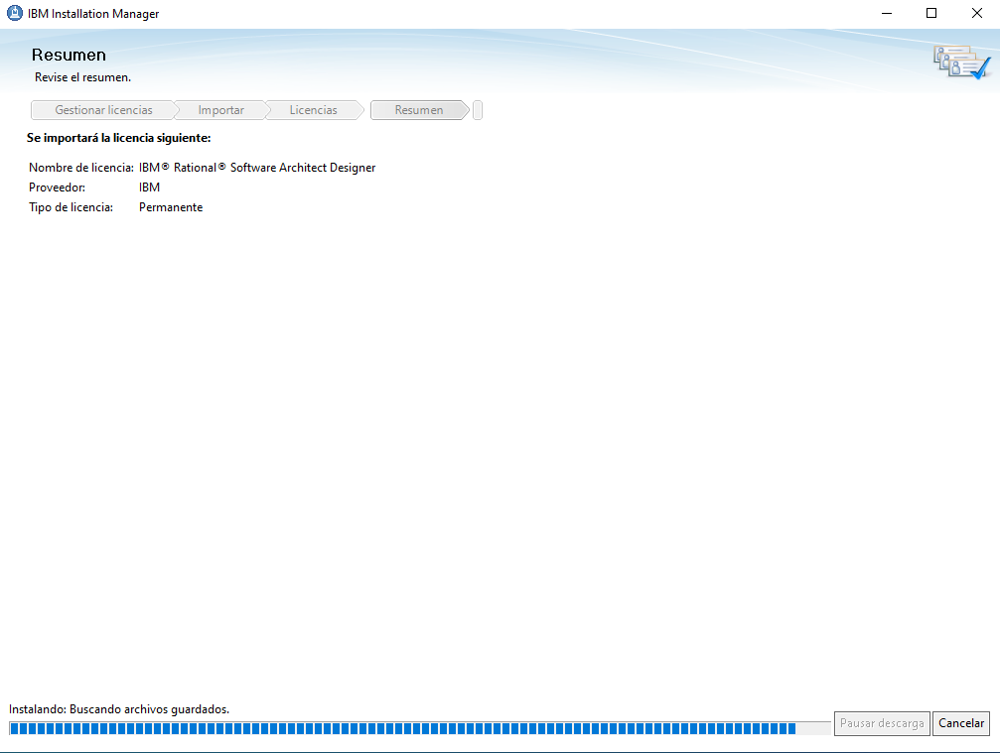 IBM Installation Manager
Resumen
Revise el resumen.
Gestionar licencias Importar Licencias Resumen
Se importará la licencia siguiente:
Nombre de licencia: IBM® Rational® Software Architect Designer
Proveedor: IBM
Tipo de licencia: Permanente
Instalando: Buscando archivos guardados.
Pausar descarga Cancelar